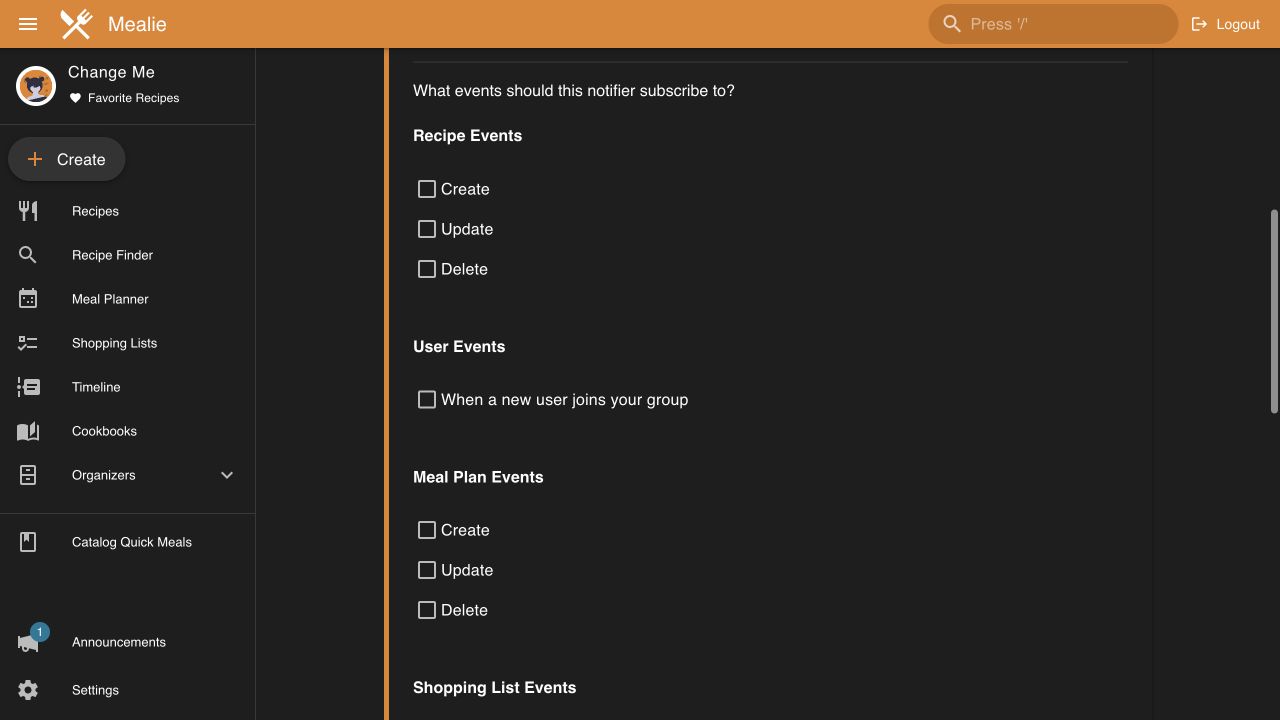 Mealie
Press '/'
Logout
Change Me
Favorite Recipes
Create
Recipes
Recipe Finder
Meal Planner
Shopping Lists
Timeline
Cookbooks
Organizers
Catalog Quick Meals
1
Announcements
Settings
What events should this notifier subscribe to?
Recipe Events
Create
Update
Delete
User Events
When a new user joins your group
Meal Plan Events
Create
Update
Delete
Shopping List Events